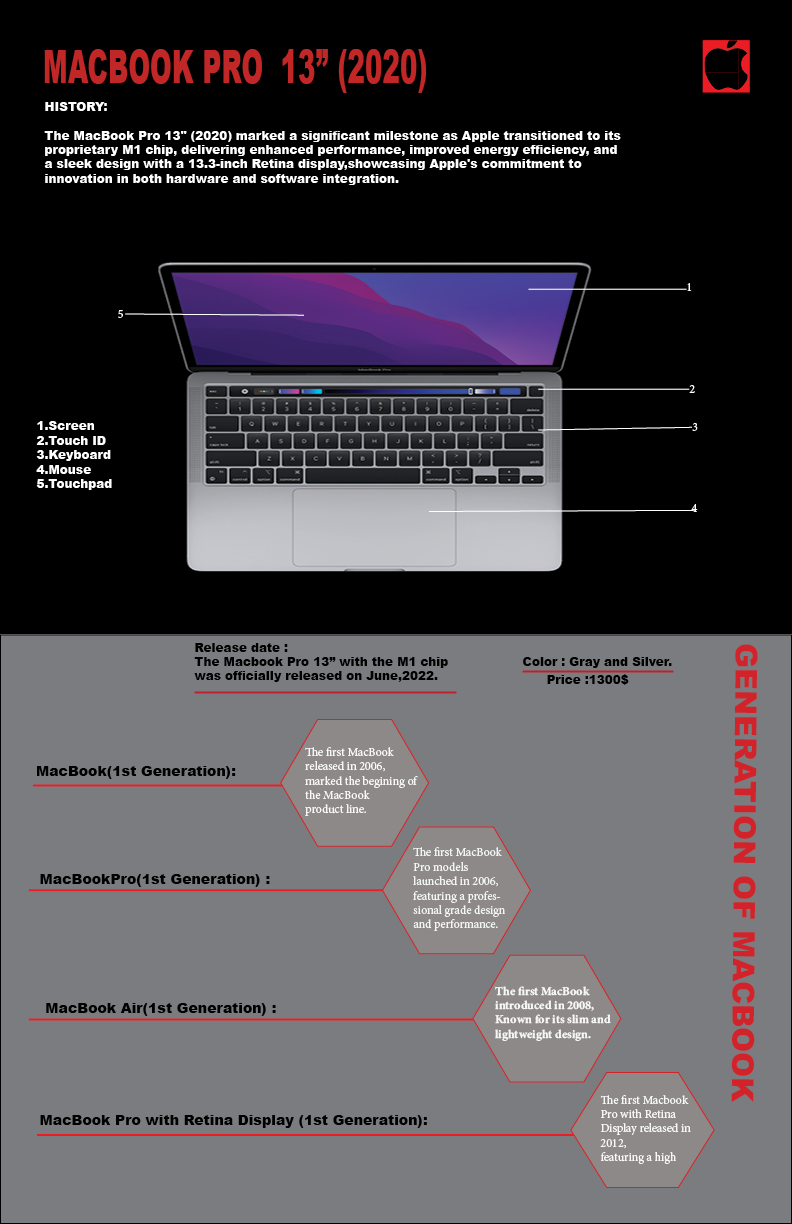 MACBOOK PRO 13” (2020)
HISTORY:
The MacBook Pro 13" (2020) marked a significant milestone as Apple transitioned to its
proprietary M1 chip, delivering enhanced performance, improved energy efficiency, and
a sleek design with a 13.3-inch Retina display,showcasing Apple's commitment to
innovation in both hardware and software integration.
1
5
MacBook Pro
2
3
4
1.Screen
2.Touch ID
3.Keyboard
4.Mouse
5.Touchpad
Release date :
The Macbook Pro 13” with the M1 chip
was officially released on June,2022.
Color : Gray and Silver.
Price :1300$
GENERATION OF MACBOOK
MacBook(1st Generation):
The first MacBook
released in 2006,
marked the begining of
the MacBook
product line.
MacBookPro(1st Generation) :
The first MacBook
Pro models
launched in 2006,
featuring a profes-
sional grade design
and performance.
MacBook Air(1st Generation) :
The first MacBook
introduced in 2008,
Known for its slim and
lightweight design.
MacBook Pro with Retina Display (1st Generation):
The first Macbook
Pro with Retina
Display released in
2012,
featuring a high